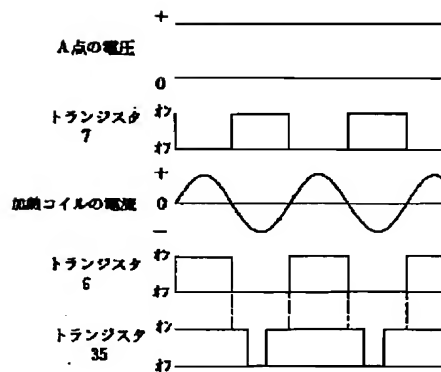 +
A点の電圧
0
トランジスタ
7
オン
オフ
+
加熱コイルの電流
0
−
トランジスタ
6
オン
オフ
トランジスタ
35
オン
オフ